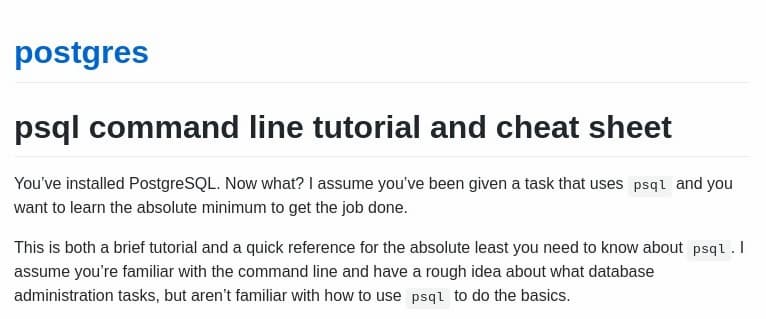 postgres
psql command line tutorial and cheat sheet
You’ve installed PostgreSQL. Now what? I assume you’ve been given a task that uses psql and you
want to learn the absolute minimum to get the job done.
This is both a brief tutorial and a quick reference for the absolute least you need to know about psql. I
assume you’re familiar with the command line and have a rough idea about what database
administration tasks, but aren’t familiar with how to use psql to do the basics.